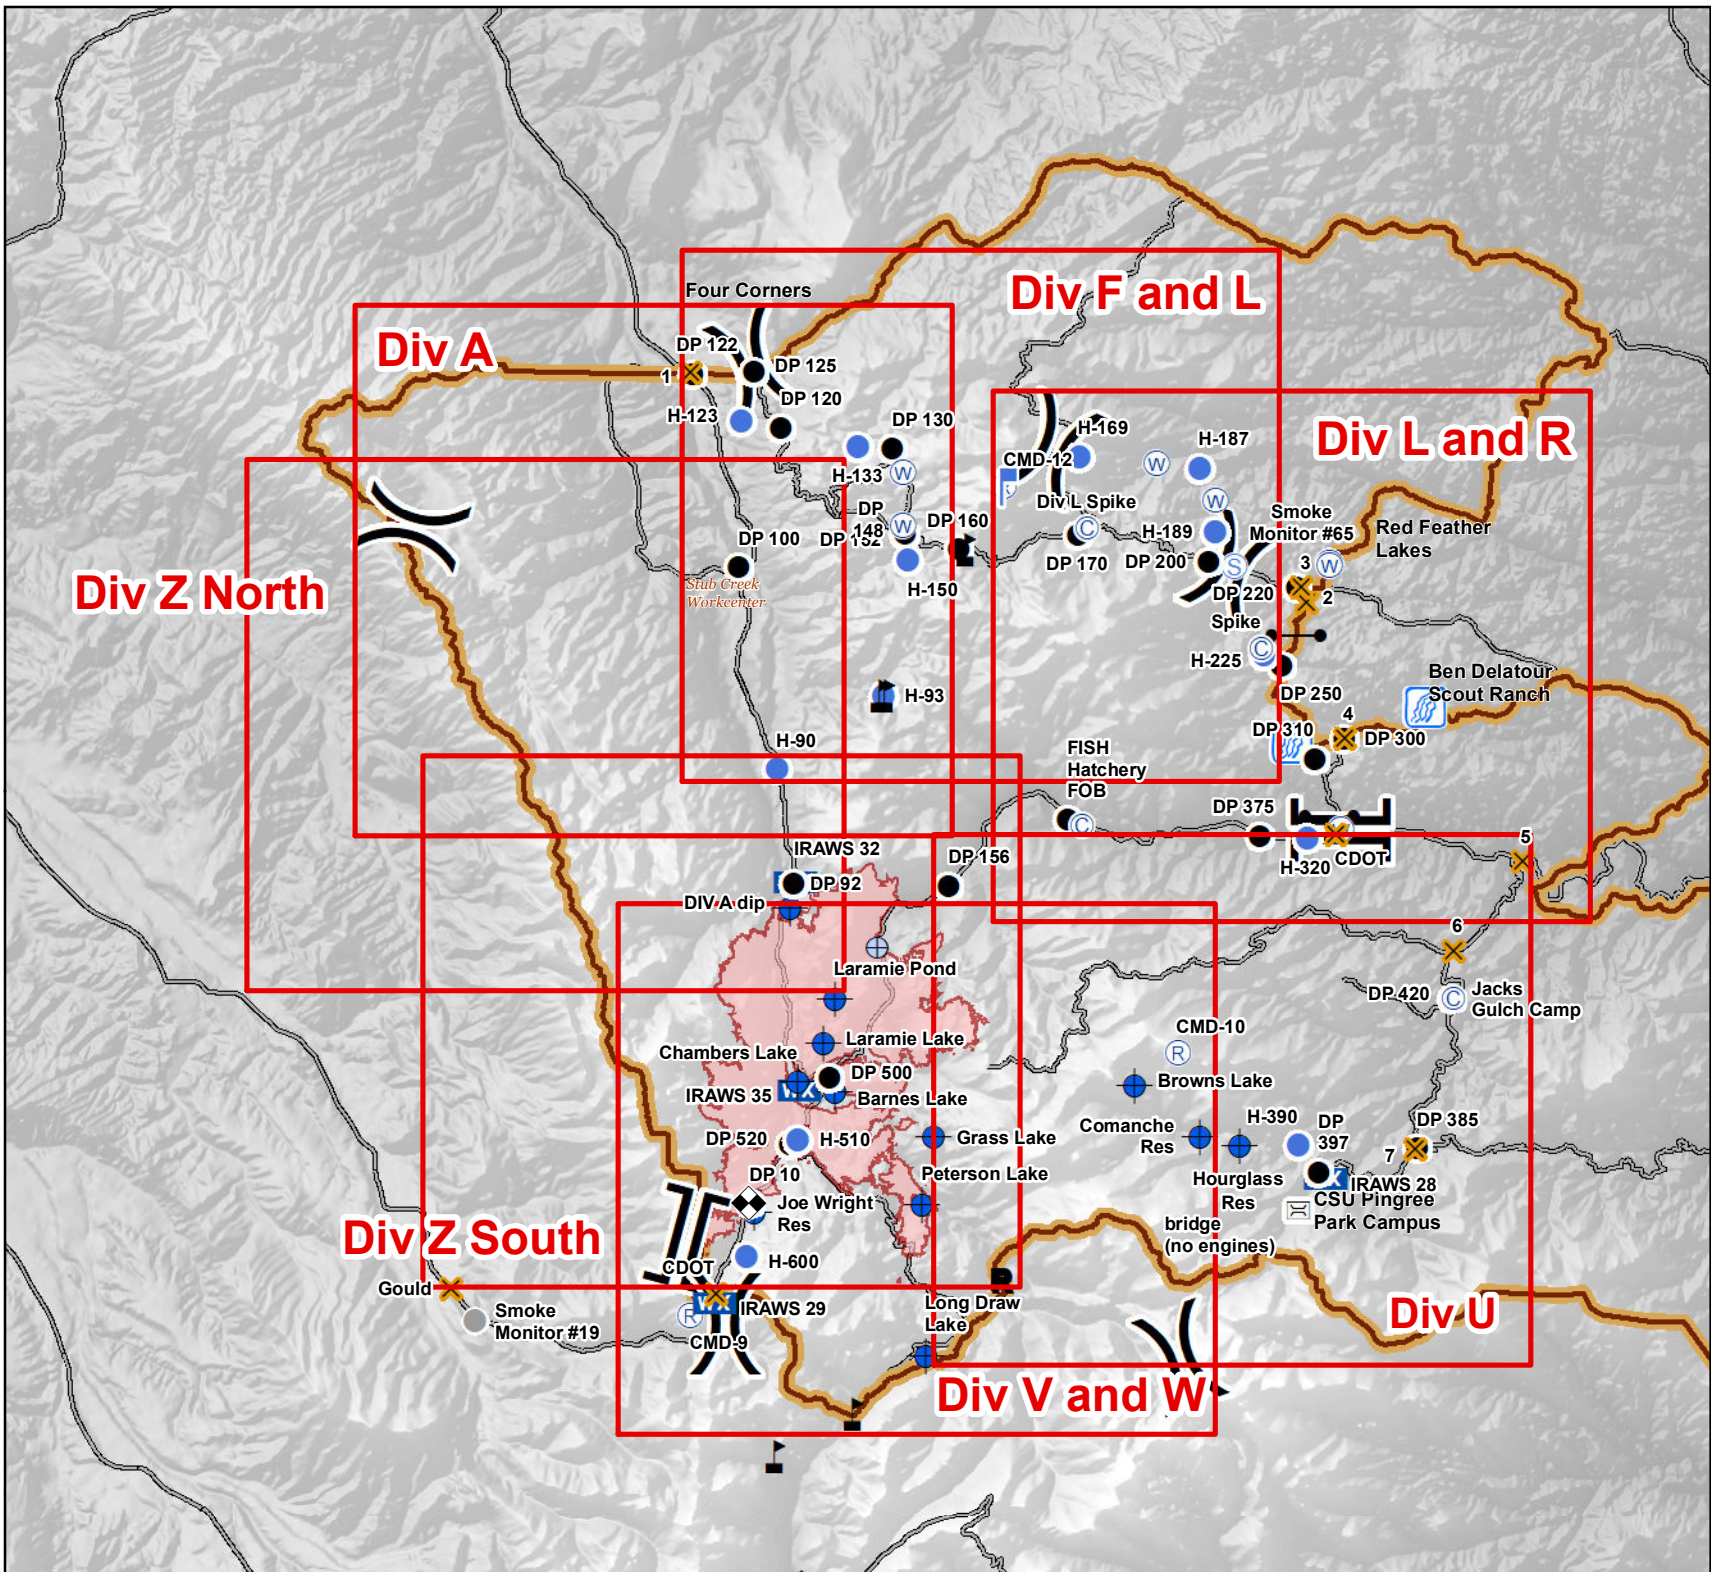 Four Corners
Div F and L
Div A
DP 122
DP 125
1
DP 120
H-123
DP 130
H-169
H-187
Div L and R
CMD-12
W
H-133
W
W
Div L Spike
Smoke
Monitor #65
Red Feather
Lakes
DP
148
W
DP 160
C
H-189
DP 100
DP 170
DP 200
S
3
W
Stub Creek
Workcenter
H-150
DP 220
2
Div Z North
Spike
C
H-225
Ben Delatour
Scout Ranch
H-93
DP 250
4
DP 310
DP 300
H-90
FISH
Hatchery
FOB
C
DP 375
5
CDOT
H-320
IRAWS 32
DP 156
DP 92
DIV A dip
6
Laramie Pond
DP 420
C
Jacks
Gulch Camp
CMD-10
R
Laramie Lake
Chambers Lake
DP 500
Browns Lake
IRAWS 35
WX
Barnes Lake
DP 520
H-510
Grass Lake
Comanche
Res
H-390
DP
397
DP 385
7
DP 10
Peterson Lake
Hourglass
Res
IRAWS 28
CSU Pingree
Park Campus
Joe Wright
Res
bridge
(no engines)
Div Z South
CDOT
H-600
Gould
WX
IRAWS 29
Smoke
Monitor #19
R
CMD-9
Long Draw
Lake
Div U
Div V and W